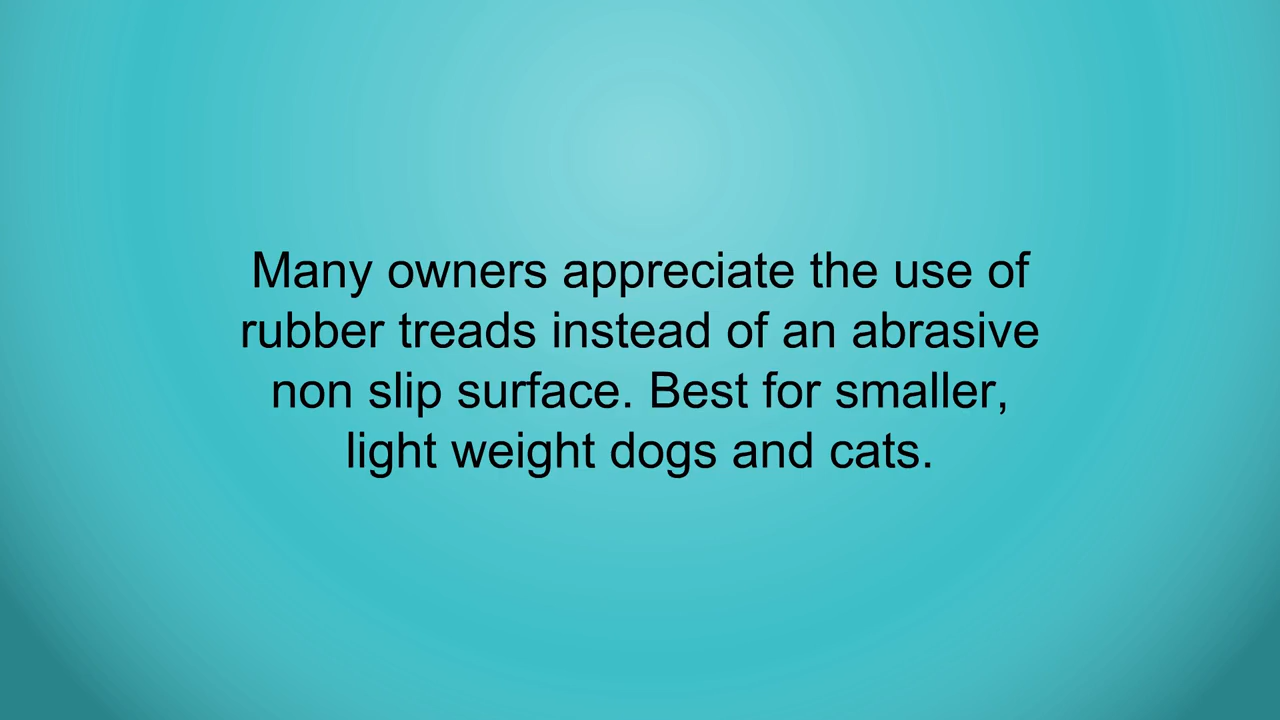 Many owners appreciate the use of
rubber treads instead of an abrasive
non slip surface. Best for smaller,
light weight dogs and cats.